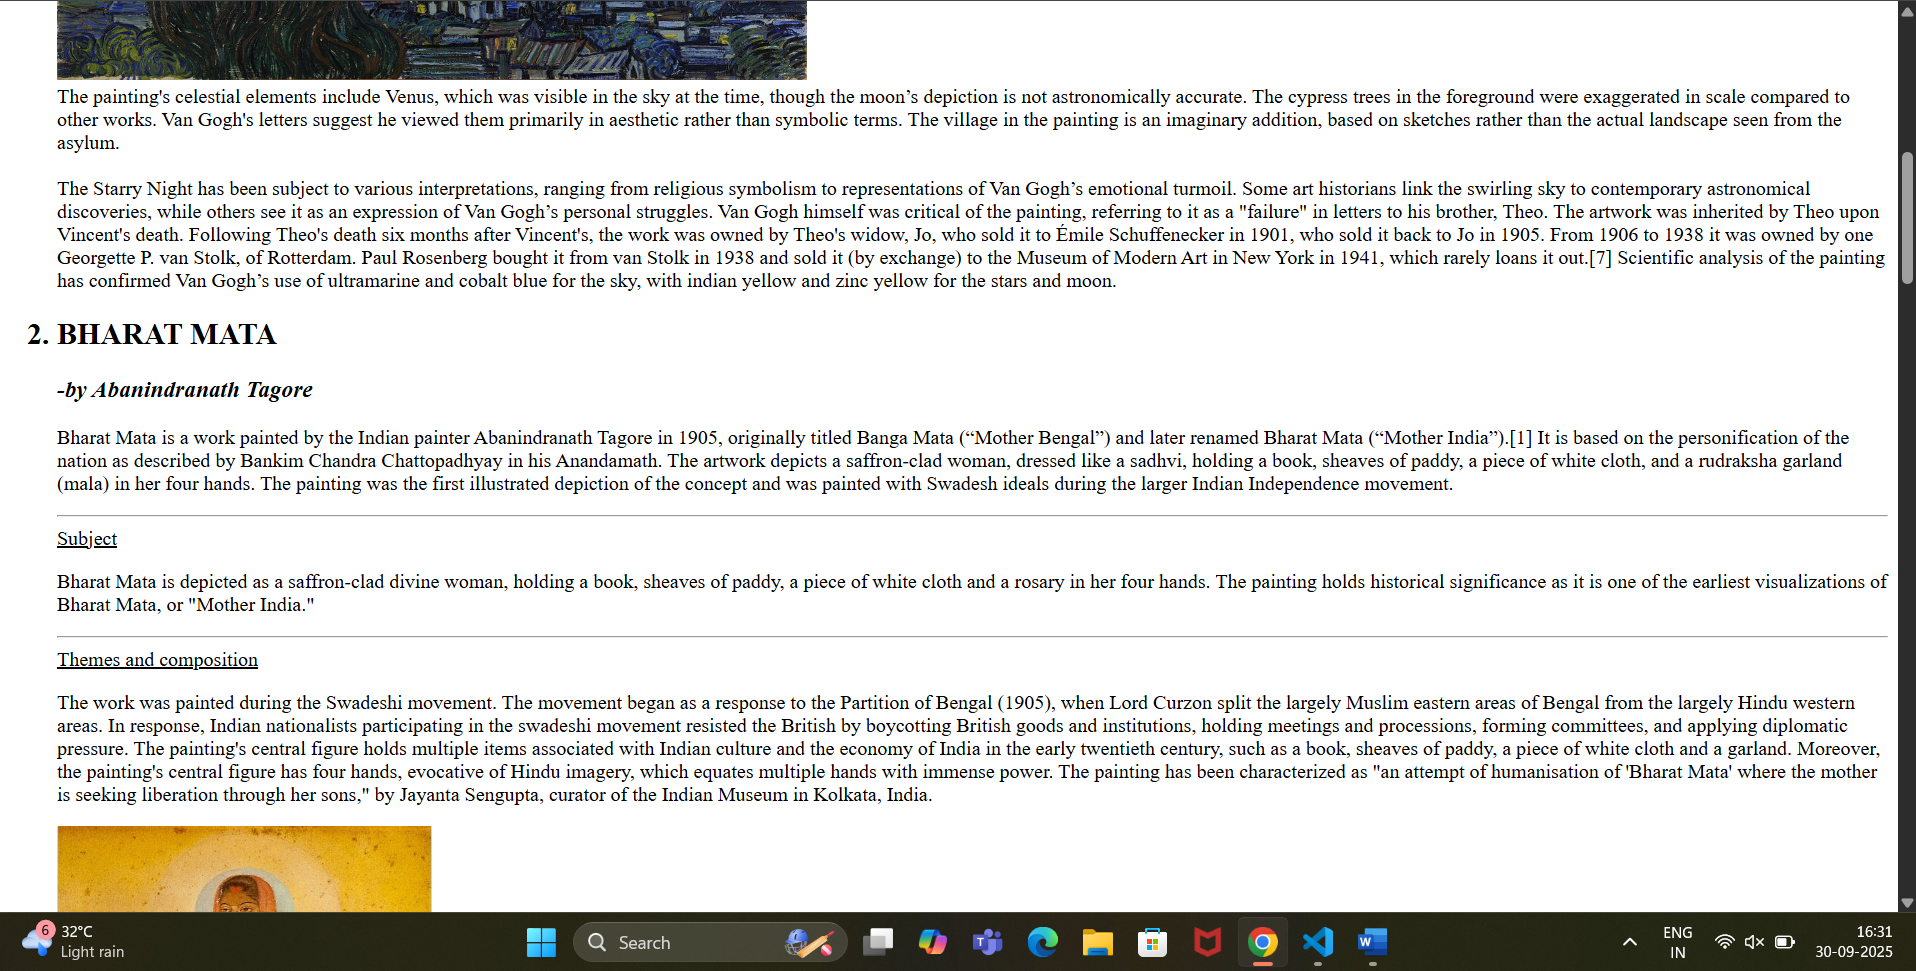 The painting's celestial elements include Venus, which was visible in the sky at the time, though the moon’s depiction is not astronomically accurate. The cypress trees in the foreground were exaggerated in scale compared to
other works. Van Gogh's letters suggest he viewed them primarily in aesthetic rather than symbolic terms. The village in the painting is an imaginary addition, based on sketches rather than the actual landscape seen from the
asylum.
The Starry Night has been subject to various interpretations, ranging from religious symbolism to representations of Van Gogh’s emotional turmoil. Some art historians link the swirling sky to contemporary astronomical
discoveries, while others see it as an expression of Van Gogh’s personal struggles. Van Gogh himself was critical of the painting, referring to it as a "failure" in letters to his brother, Theo. The artwork was inherited by Theo upon
Vincent's death. Following Theo's death six months after Vincent's, the work was owned by Theo's widow, Jo, who sold it to Émile Schuffenecker in 1901, who sold it back to Jo in 1905. From 1906 to 1938 it was owned by one
Georgette P. van Stolk, of Rotterdam. Paul Rosenberg bought it from van Stolk in 1938 and sold it (by exchange) to the Museum of Modern Art in New York in 1941, which rarely loans it out.[7] Scientific analysis of the painting
has confirmed Van Gogh’s use of ultramarine and cobalt blue for the sky, with indian yellow and zinc yellow for the stars and moon.
2. BHARAT MATA
-by Abanindranath Tagore
Bharat Mata is a work painted by the Indian painter Abanindranath Tagore in 1905, originally titled Banga Mata (“Mother Bengal”) and later renamed Bharat Mata (“Mother India”).[1] It is based on the personification of the
nation as described by Bankim Chandra Chattopadhyay in his Anandamath. The artwork depicts a saffron-clad woman, dressed like a sadhvi, holding a book, sheaves of paddy, a piece of white cloth, and a rudraksha garland
(mala) in her four hands. The painting was the first illustrated depiction of the concept and was painted with Swadesh ideals during the larger Indian Independence movement.
Subject
Bharat Mata is depicted as a saffron-clad divine woman, holding a book, sheaves of paddy, a piece of white cloth and a rosary in her four hands. The painting holds historical significance as it is one of the earliest visualizations of
Bharat Mata, or "Mother India."
Themes and composition
The work was painted during the Swadeshi movement. The movement began as a response to the Partition of Bengal (1905), when Lord Curzon split the largely Muslim eastern areas of Bengal from the largely Hindu western
areas. In response, Indian nationalists participating in the swadeshi movement resisted the British by boycotting British goods and institutions, holding meetings and processions, forming committees, and applying diplomatic
pressure. The painting's central figure holds multiple items associated with Indian culture and the economy of India in the early twentieth century, such as a book, sheaves of paddy, a piece of white cloth and a garland. Moreover,
the painting's central figure has four hands, evocative of Hindu imagery, which equates multiple hands with immense power. The painting has been characterized as "an attempt of humanisation of 'Bharat Mata' where the mother
is seeking liberation through her sons," by Jayanta Sengupta, curator of the Indian Museum in Kolkata, India.
6
32°C
Light rain
Search
T
W
ENG
IN
16:31
30-09-2025